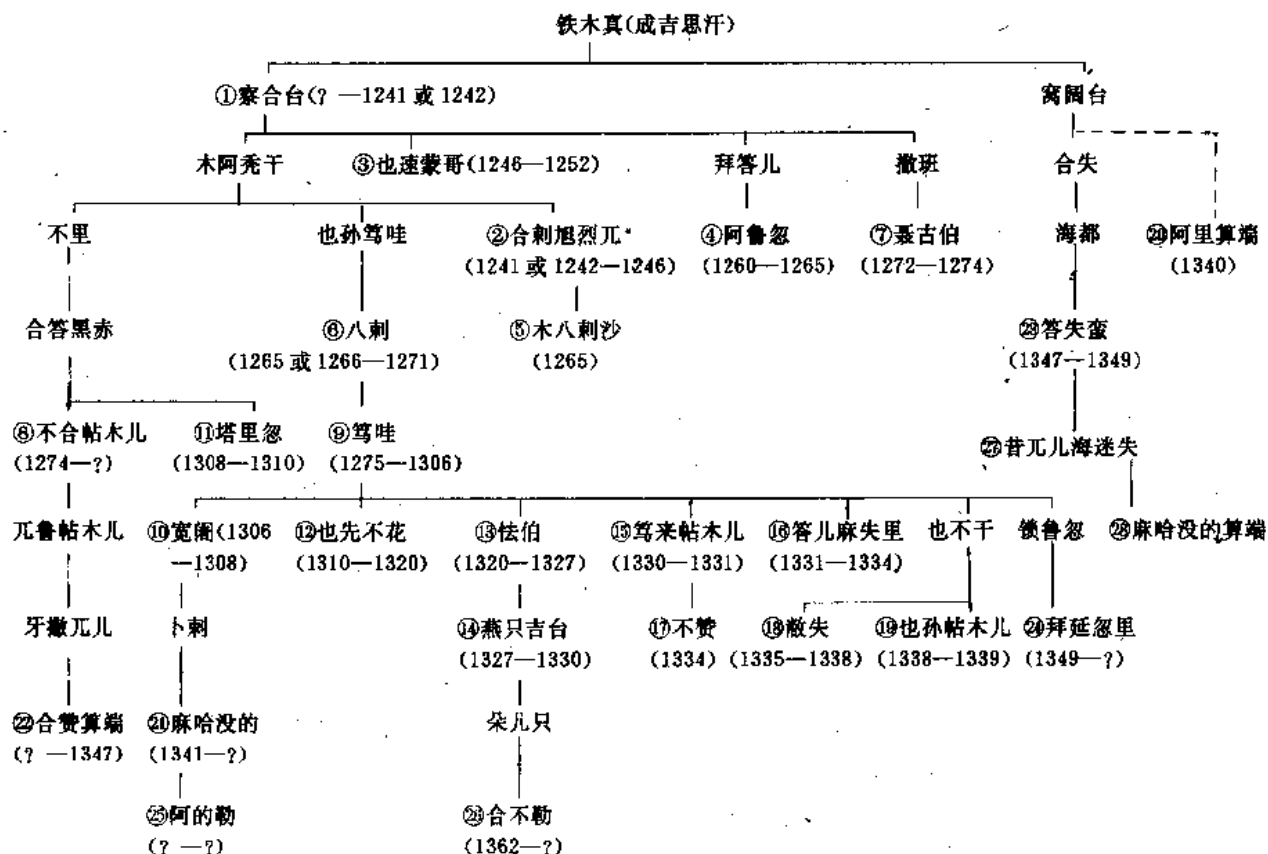 铁木真(成吉思汗)
①察合台(？—1241或1242) 窝阔台
木阿秃干 ③也速蒙哥(1246—1252) 拜答儿 撒班 合失
不里 也孙笃哇 ②合剌旭烈兀 ④阿鲁忽 ⑦聂古伯 海都 ⑳阿里算端
(1241或1242—1246) (1260—1265) (1272—1274) (1340)
合答黑赤 ⑥八剌 ⑤木八剌沙 ㉓答失蛮
(1265或1266—1271) (1265) (1347—1349)
⑧不合帖木儿 ⑪塔里忽 ⑨笃哇 ㉗昔兀儿海迷失
(1274—?) (1308—1310) (1275—1306)
兀鲁帖木儿 ⑩宽阇(1306 ⑫也先不花 ⑬怯伯 ⑮笃来帖木儿 ⑯答儿麻失里 也不干 锁鲁忽 ㉘麻哈没的算端
—1308) (1310—1320) (1320—1327) (1330—1331) (1331—1334)
牙撒兀儿 卜剌 ⑭燕只吉台 ⑰不赞 ⑱敞失 ⑲也孙帖木儿 ㉔拜延忽里
(1327—1330) (1334) (1335—1338) (1338—1339) (1349—?)
㉒合赞算端 ㉑麻哈没的 朵儿只
(？—1347) (1341—?)
㉕阿的勒 ㉖合不勒
(？—?) (1362—?)